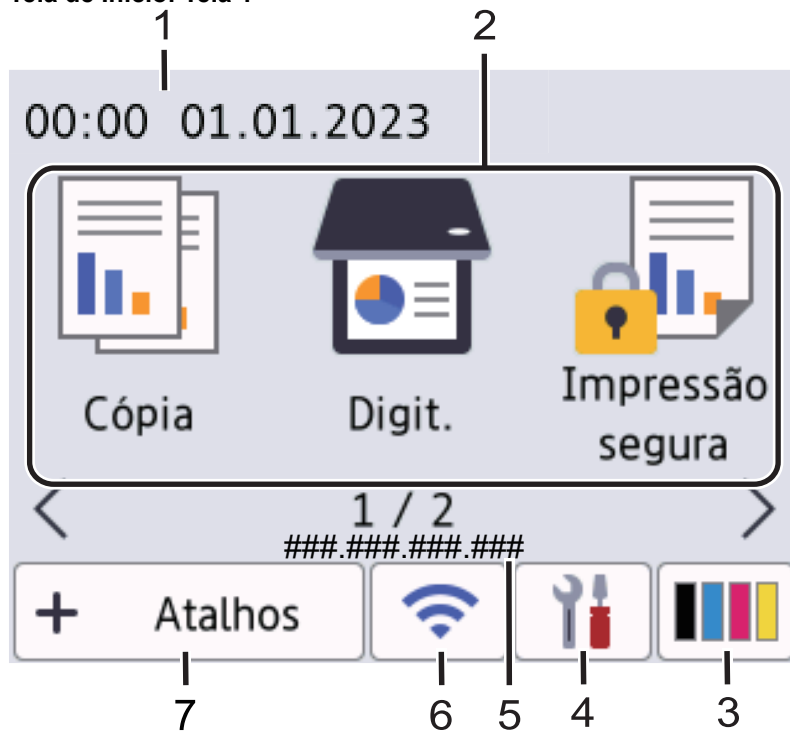 1 2
00:00 01.01.2023
Cópia
Digit.
Impressão
segura
1 / 2
###.###.###.###
Atalhos
7 6 5 4 3